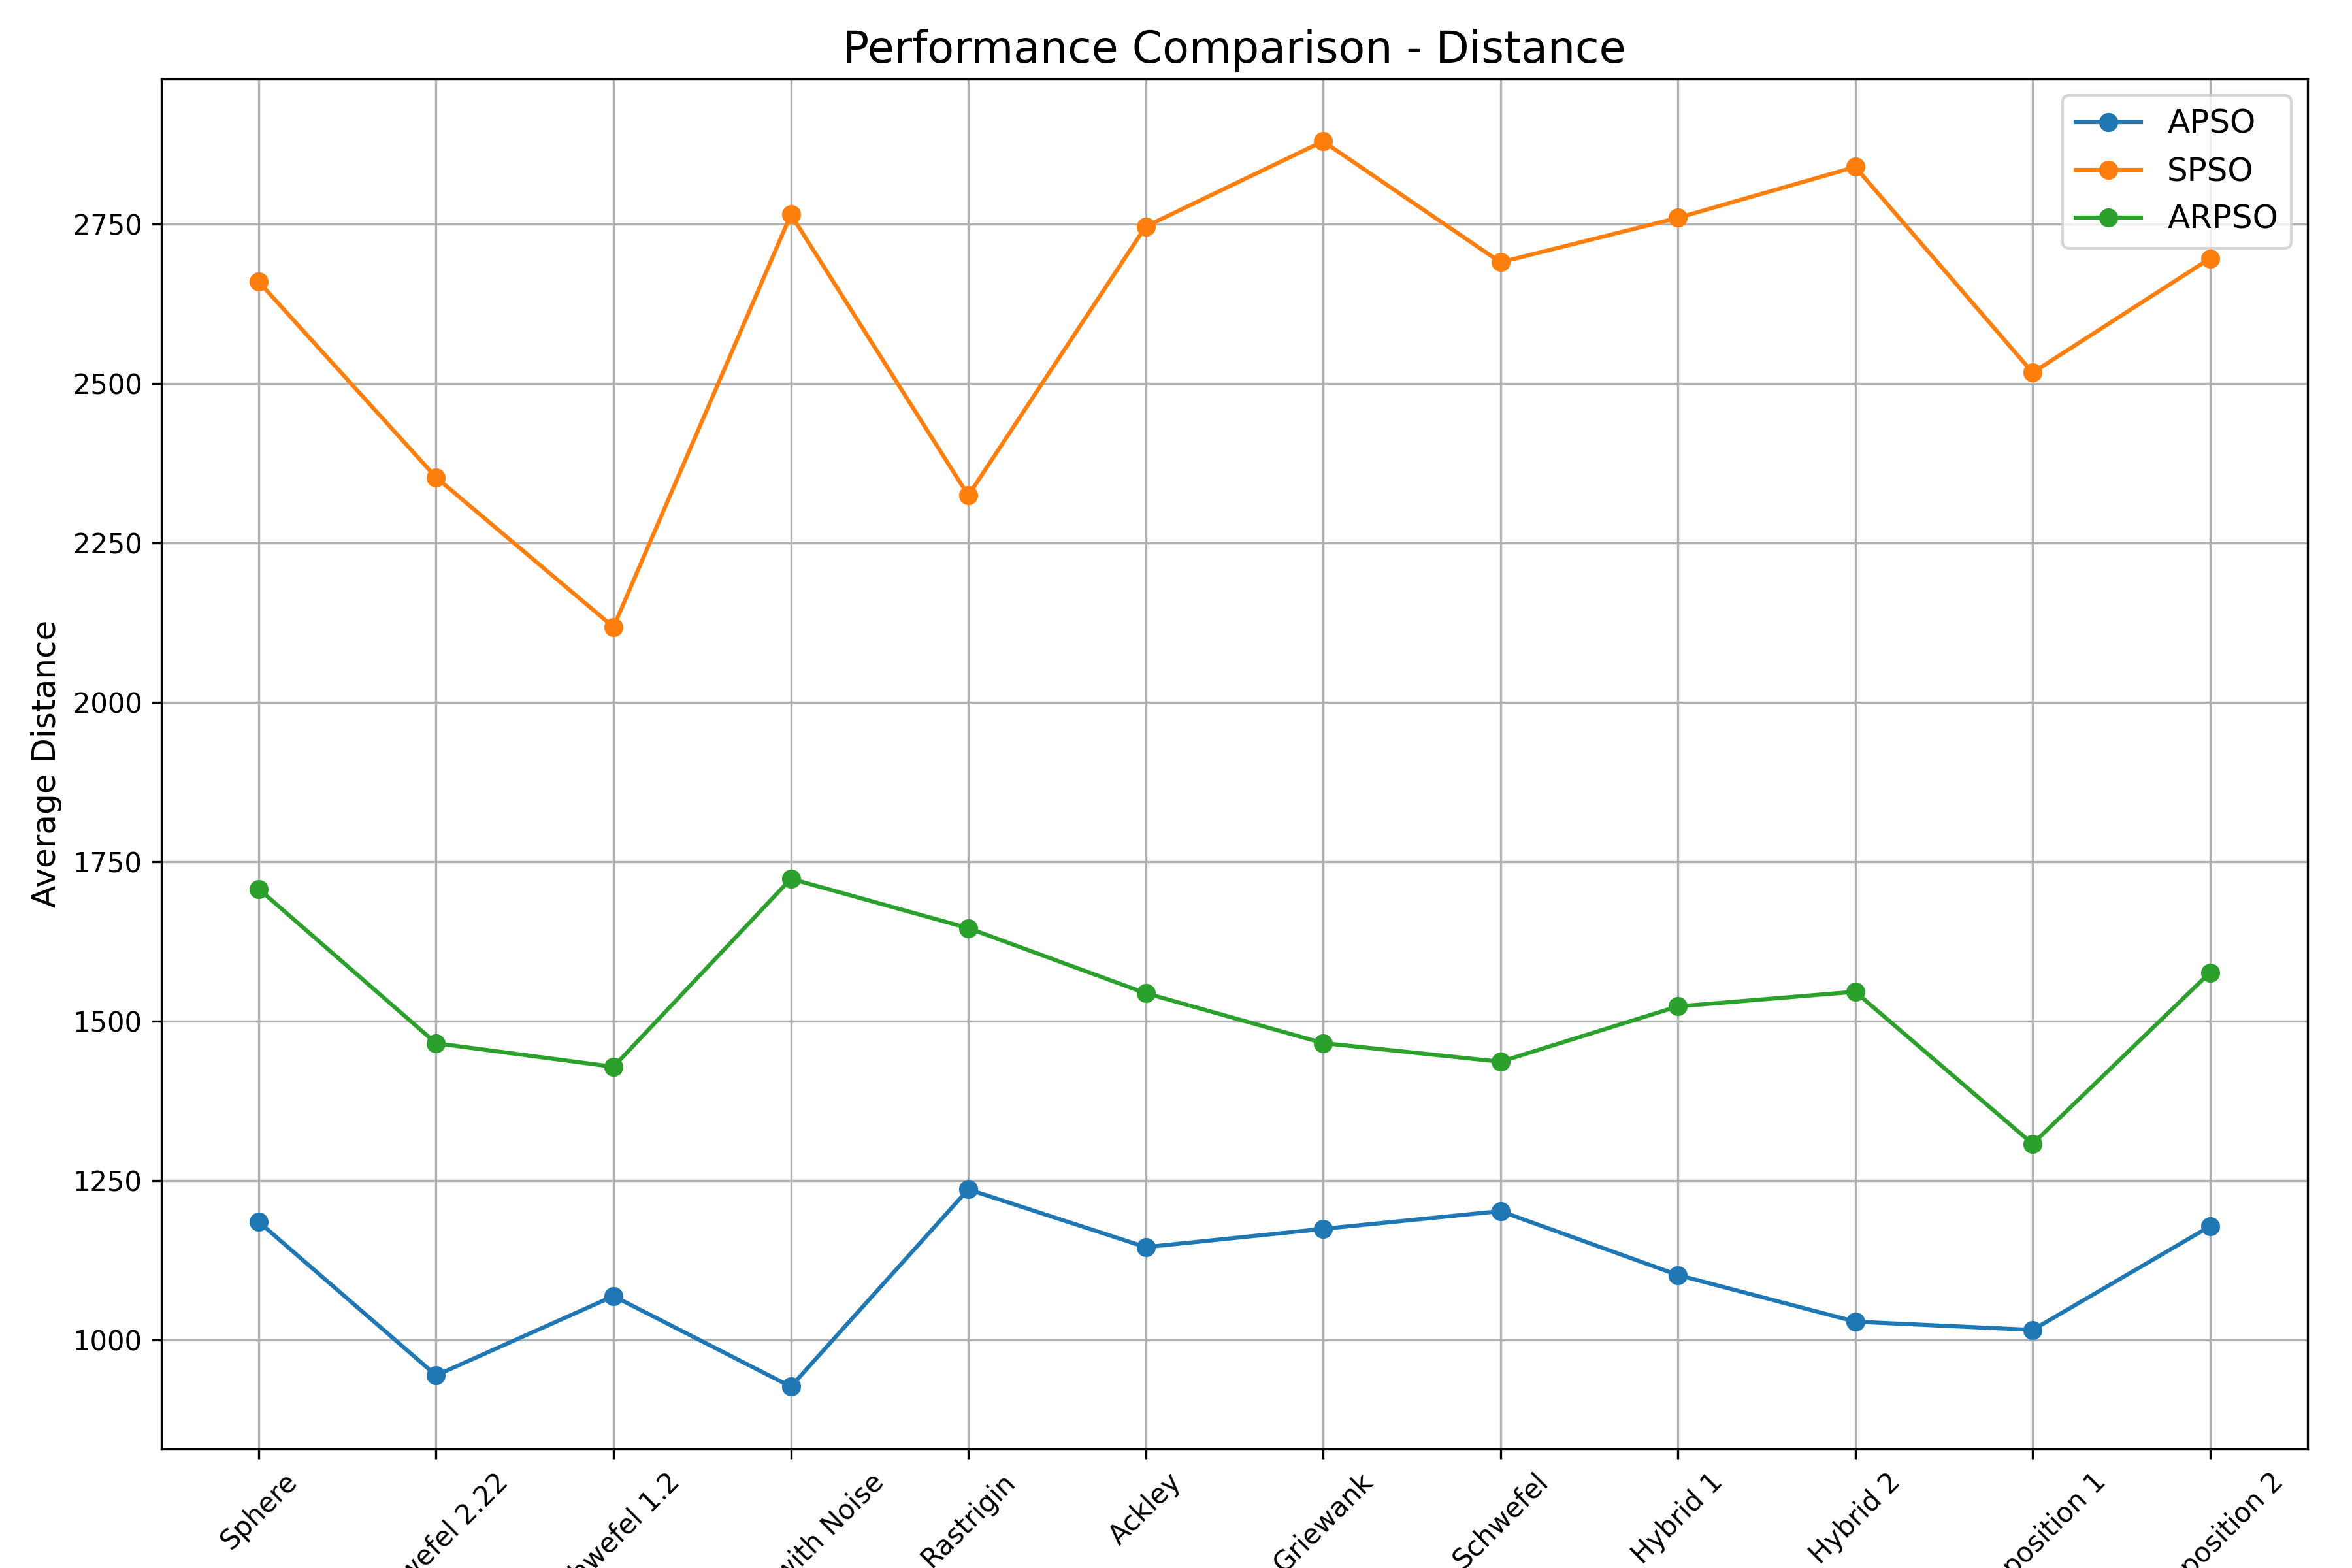 Performance Comparison - Distance
APSO
SPSO
ARPSO
Average Distance
2750
2500
2250
2000
1750
1500
1250
1000
Sphere
wefel 2.22
hwefel 1.2
with Noise
Rastrigin
Ackley
Griewank
Schwefel
Hybrid 1
Hybrid 2
position 1
position 2